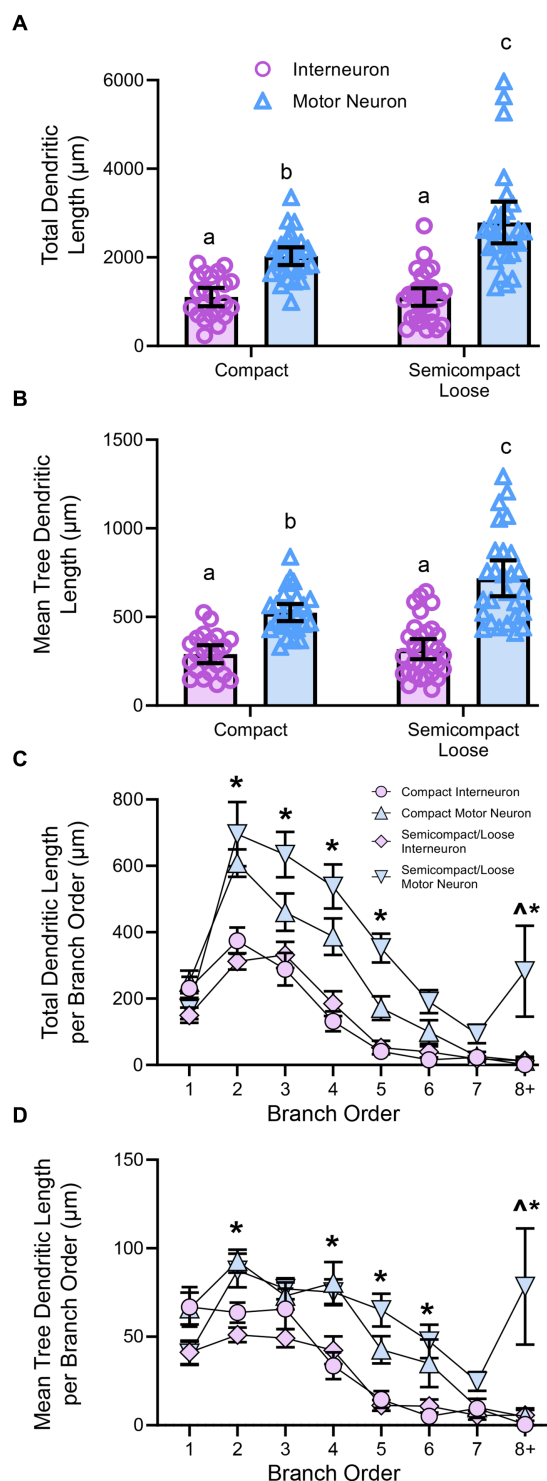 A
Interneuron
Motor Neuron
Total Dendritic
Length (µm)
6000
4000
2000
0
a
b
a
c
Compact
Semicompact
Loose
B
Mean Tree Dendritic
Length (µm)
1500
1000
500
0
a
b
a
c
Compact
Semicompact
Loose
C
Compact Interneuron
Compact Motor Neuron
Semicompact/Loose
Interneuron
Semicompact/Loose
Motor Neuron
Total Dendritic Length
per Branch Order (µm)
800
600
400
200
0
*
*
*
*
^*
1 2 3 4 5 6 7 8+
Branch Order
D
Mean Tree Dendritic Length
per Branch Order (µm)
150
100
50
0
*
*
*
*
^*
1 2 3 4 5 6 7 8+
Branch Order